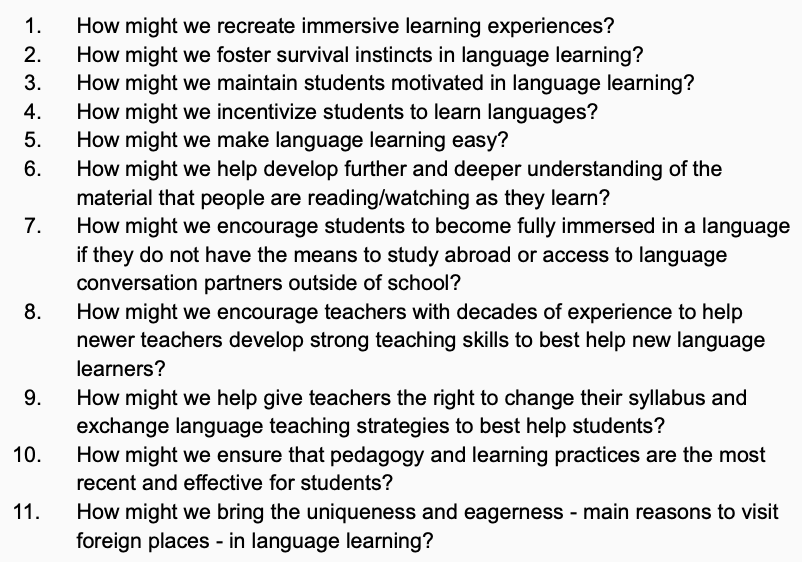 1. How might we recreate immersive learning experiences?
2. How might we foster survival instincts in language learning?
3. How might we maintain students motivated in language learning?
4. How might we incentivize students to learn languages?
5. How might we make language learning easy?
6. How might we help develop further and deeper understanding of the
material that people are reading/watching as they learn?
7. How might we encourage students to become fully immersed in a language
if they do not have the means to study abroad or access to language
conversation partners outside of school?
8. How might we encourage teachers with decades of experience to help
newer teachers develop strong teaching skills to best help new language
learners?
9. How might we help give teachers the right to change their syllabus and
exchange language teaching strategies to best help students?
10. How might we ensure that pedagogy and learning practices are the most
recent and effective for students?
11. How might we bring the uniqueness and eagerness - main reasons to visit
foreign places - in language learning?